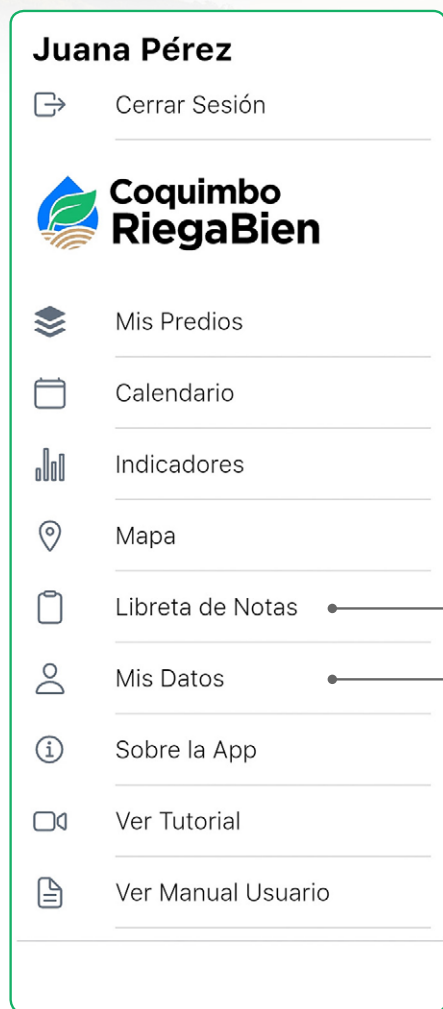 Juana Pérez
Cerrar Sesión
Coquimbo
RiegaBien
Mis Predios
Calendario
Indicadores
Mapa
Libreta de Notas
Mis Datos
Sobre la App
Ver Tutorial
Ver Manual Usuario